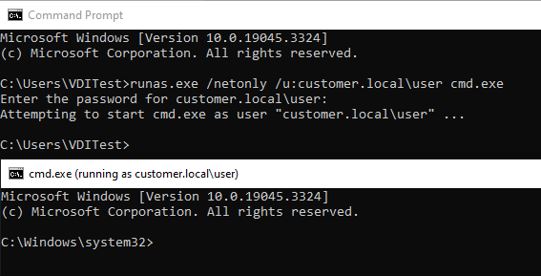 Command Prompt
Microsoft Windows [Version 10.0.19045.3324]
(c) Microsoft Corporation. All rights reserved.
C:\Users\VDITest>runas.exe /netonly /u:customer.local\user cmd.exe
Enter the password for customer.local\user:
Attempting to start cmd.exe as user "customer.local\user" ...
C:\Users\VDITest>
cmd.exe (running as customer.local\user)
Microsoft Windows [Version 10.0.19045.3324]
(c) Microsoft Corporation. All rights reserved.
C:\Windows\system32>